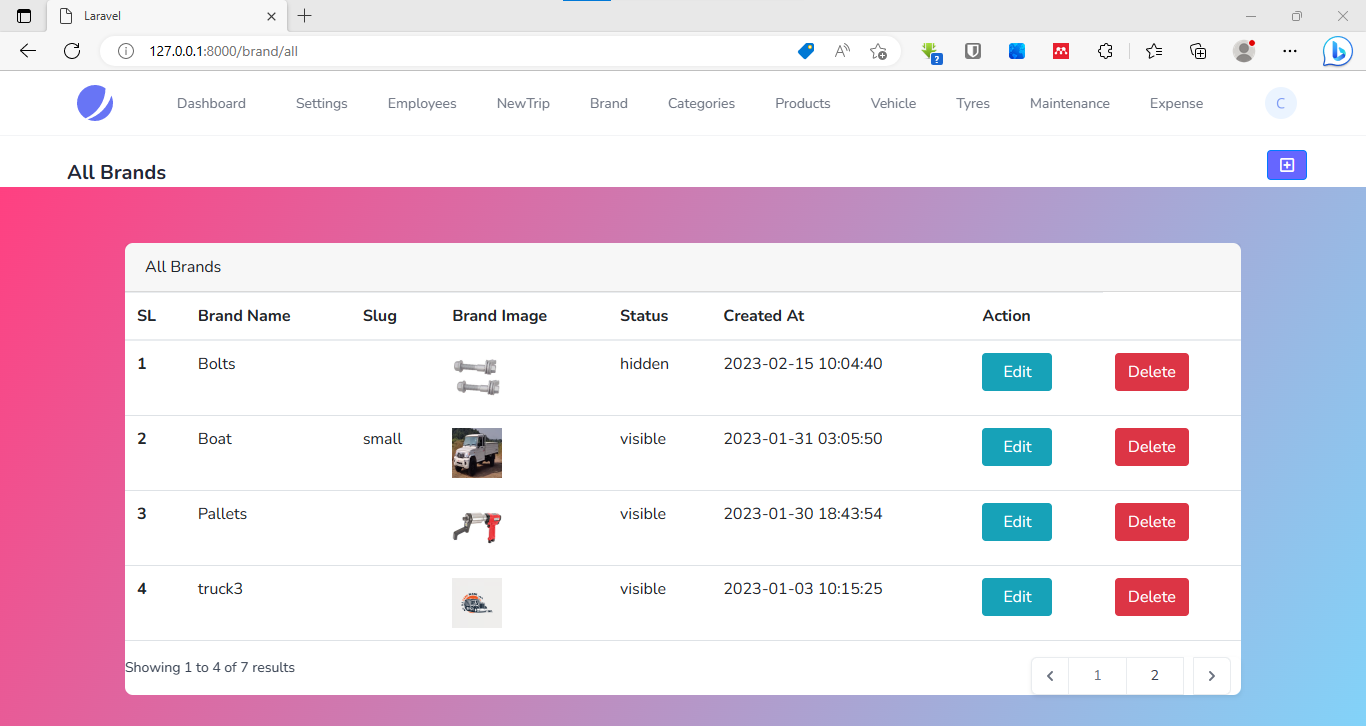 Laravel
127.0.0.1:8000/brand/all
Dashboard Settings Employees NewTrip Brand Categories Products Vehicle Tyres Maintenance Expense C
All Brands
All Brands
SL Brand Name Slug Brand Image Status Created At Action
1 Bolts hidden 2023-02-15 10:04:40 Edit Delete
2 Boat small visible 2023-01-31 03:05:50 Edit Delete
3 Pallets visible 2023-01-30 18:43:54 Edit Delete
4 truck3 visible 2023-01-03 10:15:25 Edit Delete
Showing 1 to 4 of 7 results
1 2